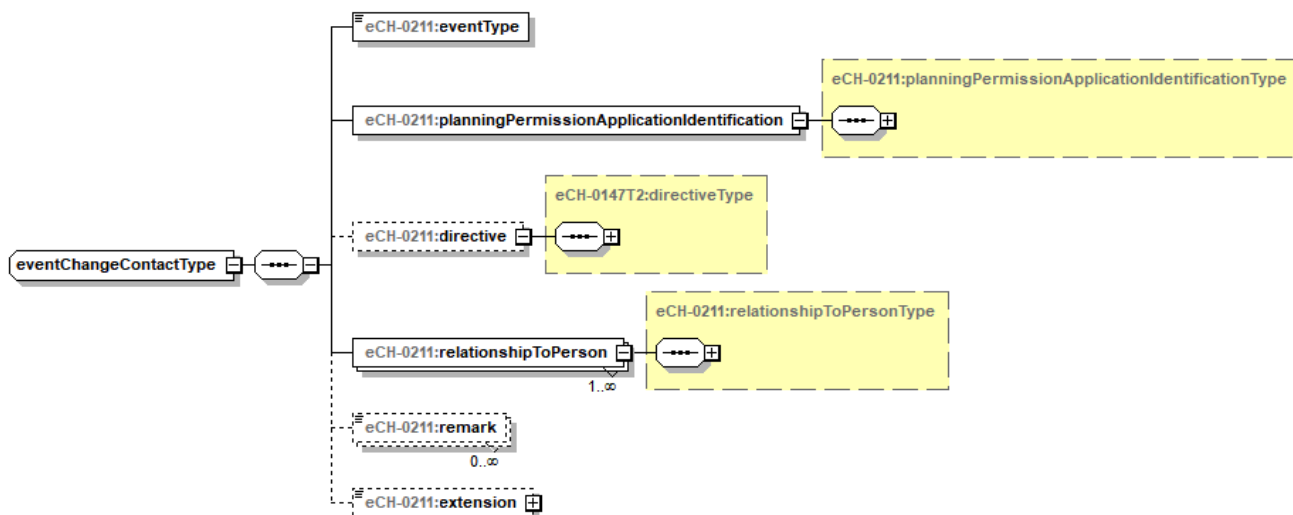 eCH-0211:eventType
eCH-0211:planningPermissionApplicationIdentificationType
eCH-0211:planningPermissionApplicationIdentification
eCH-0147T2:directiveType
eCH-0211:directive
eventChangeContactType
eCH-0211:relationshipToPersonType
eCH-0211:relationshipToPerson
1..∞
eCH-0211:remark
0..∞
eCH-0211:extension